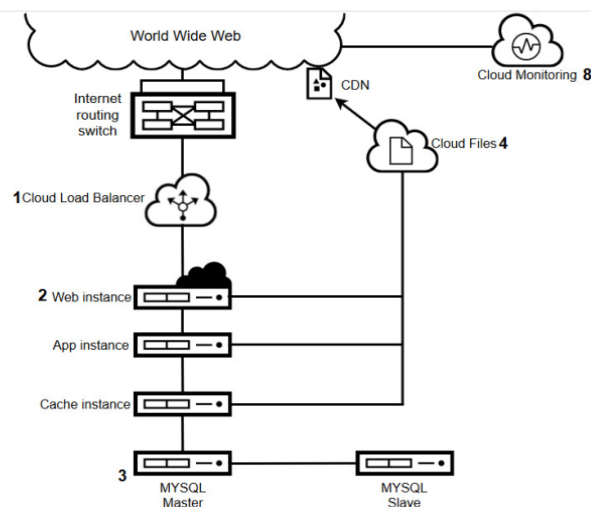 World Wide Web
CDN
Cloud Monitoring 8
Internet
routing
switch
Cloud Files 4
1 Cloud Load Balancer
2 Web instance
App instance
Cache instance
3
MYSQL
Master
MYSQL
Slave